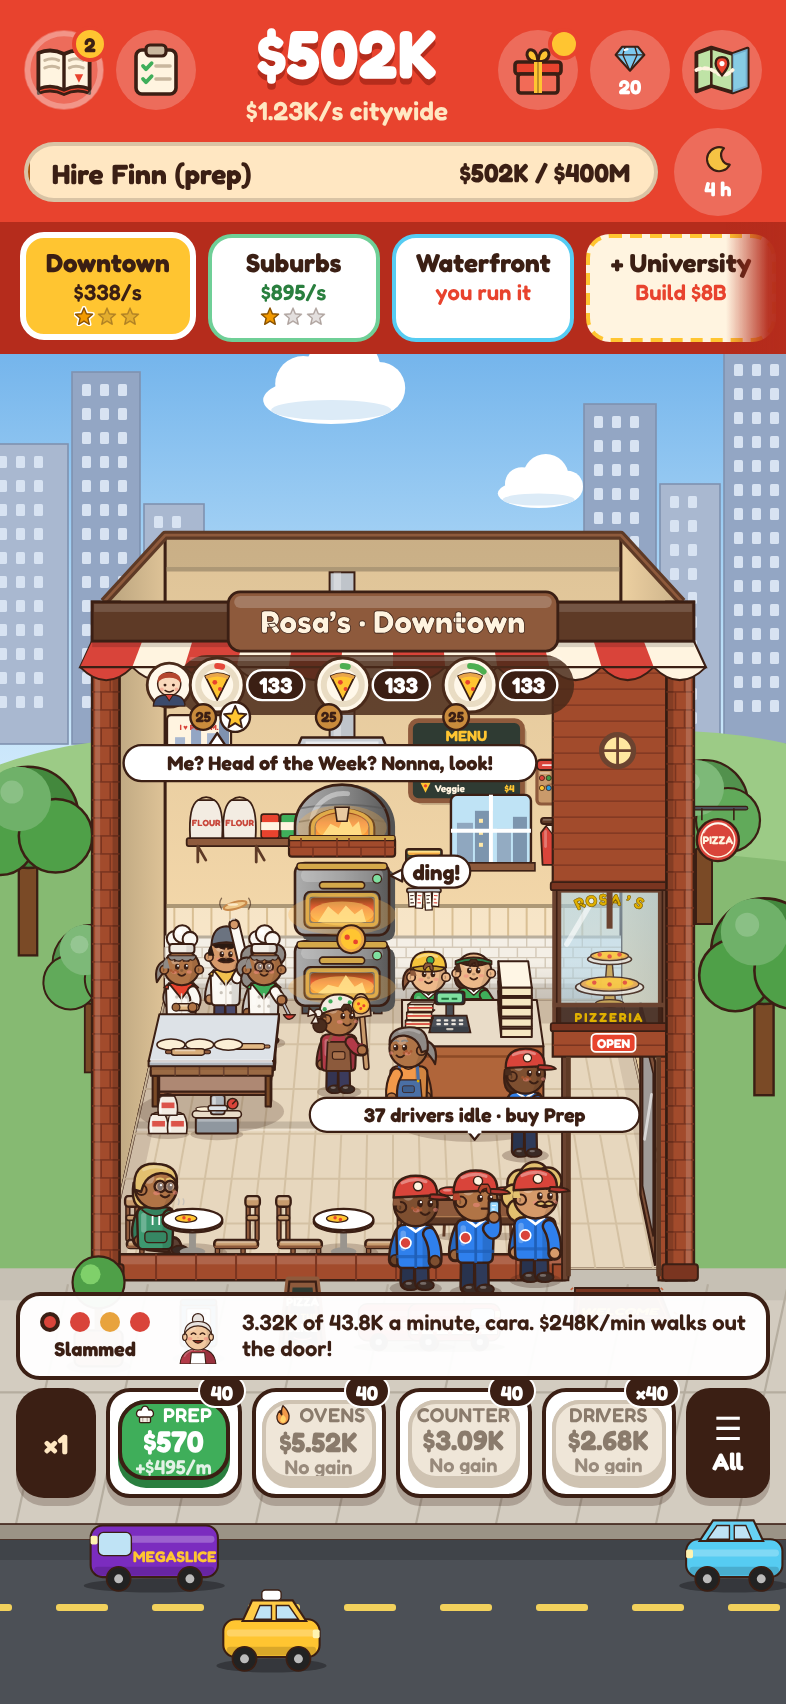 2
$502K
$1.23K/s citywide
20
Hire Finn (prep)
$502K / $400M
4 h
Downtown
$338/s
Suburbs
$895/s
Waterfront
you run it
+ University
Build $8B
Rosa's · Downtown
133
133
133
25
25
25
MENU
Me? Head of the Week? Nonna, look!
Veggie
$4
FLOUR
FLOUR
PIZZA
ding!
ROSA'S
PIZZERIA
OPEN
37 drivers idle · buy Prep
Slammed
3.32K of 43.8K a minute, cara. $248K/min walks out
the door!
40
40
40
×40
×1
PREP
$570
+$495/m
OVENS
$5.52K
No gain
COUNTER
$3.09K
No gain
DRIVERS
$2.68K
No gain
All
MEGASLICE